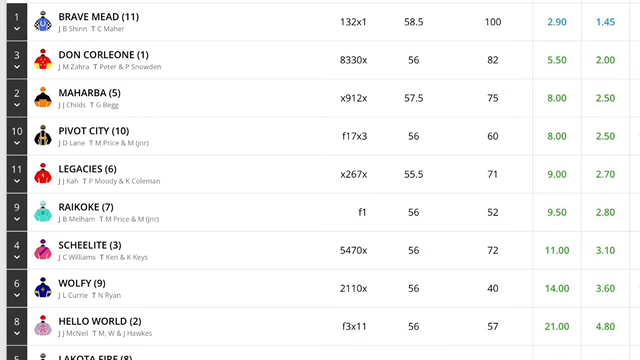 1 BRAVE MEAD (11) 132x1 58.5 100 2.90 1.45
J B Shinn T C Maher
3 DON CORLEONE (1) 8330x 56 82 5.50 2.00
J M Zahra T Peter & P Snowden
2 MAHARBA (5) x912x 57.5 75 8.00 2.50
J J Childs T G Begg
10 PIVOT CITY (10) f17x3 56 60 8.00 2.50
J D Lane T M Price & M (jnr)
11 LEGACIES (6) x267x 55.5 71 9.00 2.70
J J Kah T P Moody & K Coleman
9 RAIKOKE (7) f1 56 52 9.50 2.80
J B Melham T M Price & M (jnr)
4 SCHEELITE (3) 5470x 56 72 11.00 3.10
J C Williams T Ken & K Keys
6 WOLFY (9) 2110x 56 40 14.00 3.60
J L Currie T N Ryan
8 HELLO WORLD (2) f3x11 56 57 21.00 4.80
J J McNeil T M, W & J Hawkes
5 LAKOTA FIRE (8)